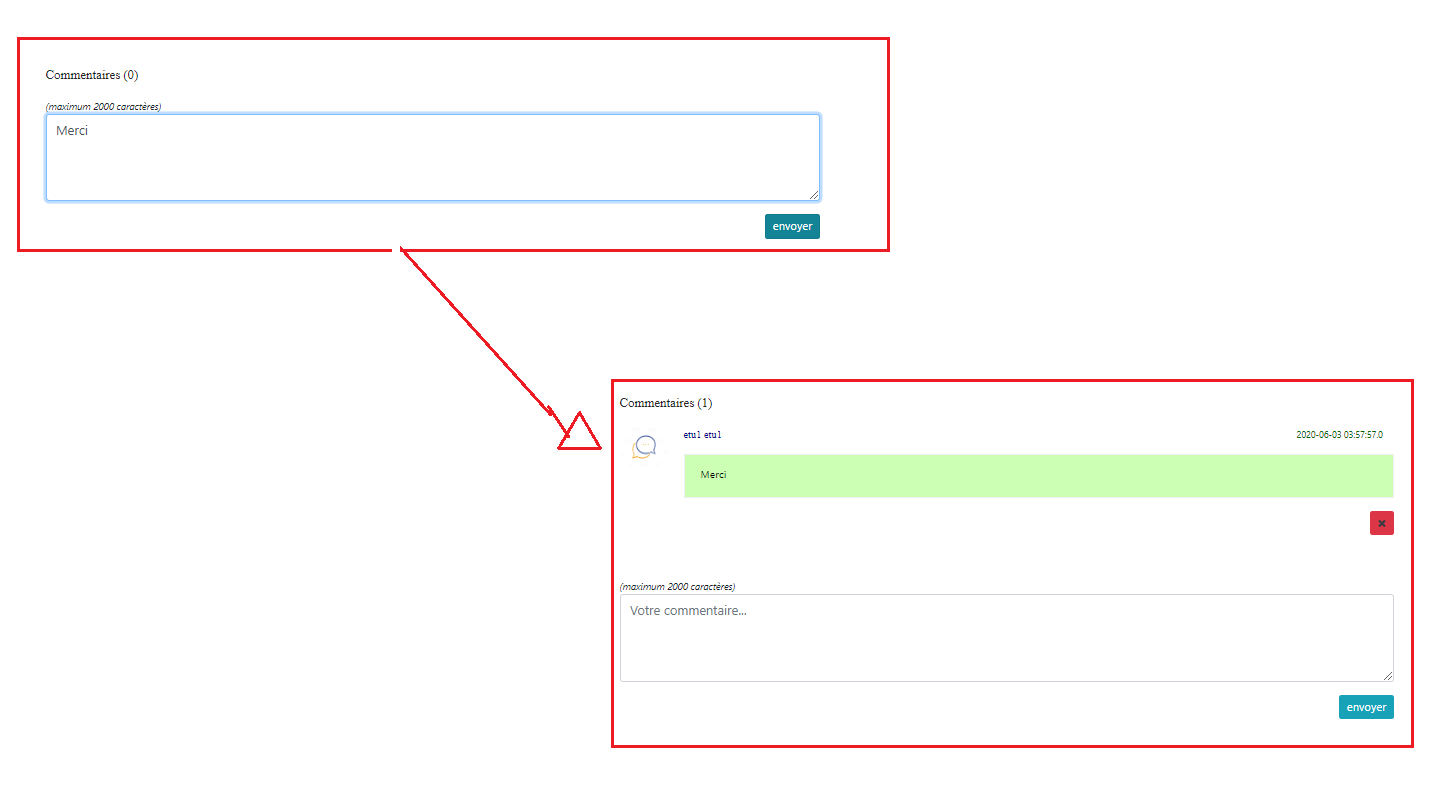 Commentaires (0)
(maximum 2000 caractères)
Merci
envoyer
Commentaires (1)
etu1 etu1 2020-06-03 03:57:57.0
Merci
(maximum 2000 caractères)
Votre commentaire...
envoyer